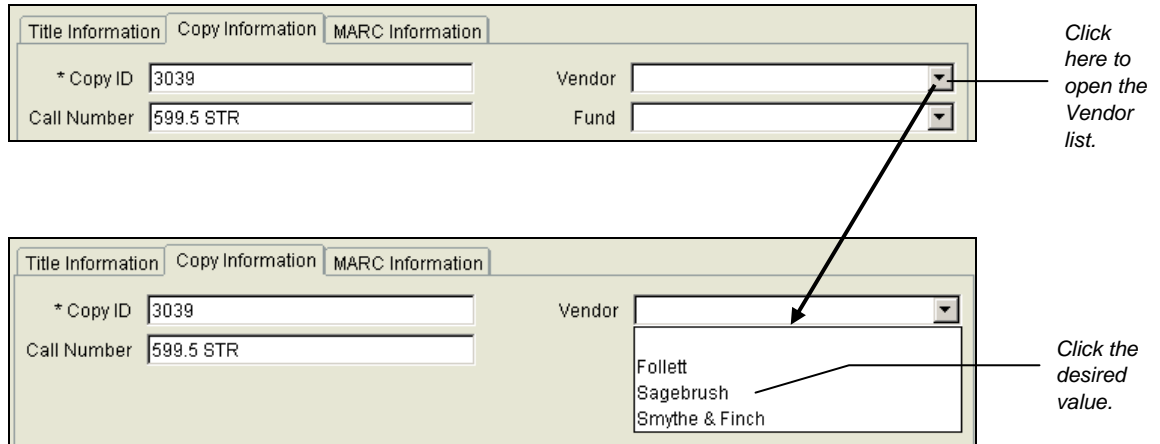 Title Information Copy Information MARC Information
* Copy ID 3039 Vendor
Call Number 599.5 STR Fund
Click
here to
open the
Vendor
list.
Title Information Copy Information MARC Information
* Copy ID 3039 Vendor
Call Number 599.5 STR
Follett
Sagebrush
Smythe & Finch
Click the
desired
value.